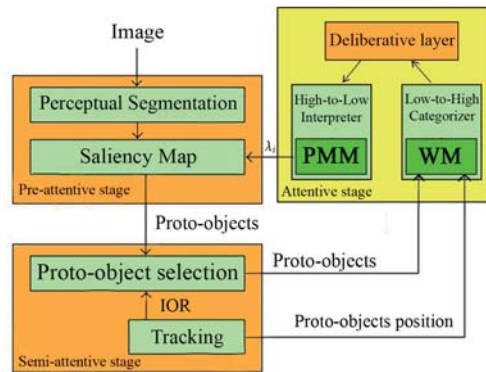 Image
Deliberative layer
Perceptual Segmentation
High-to-Low
Interpreter
Low-to-High
Categorizer
Saliency Map
λi
PMM
WM
Pre-attentive stage
Attentive stage
Proto-objects
Proto-object selection
Proto-objects
IOR
Tracking
Proto-objects position
Semi-attentive stage